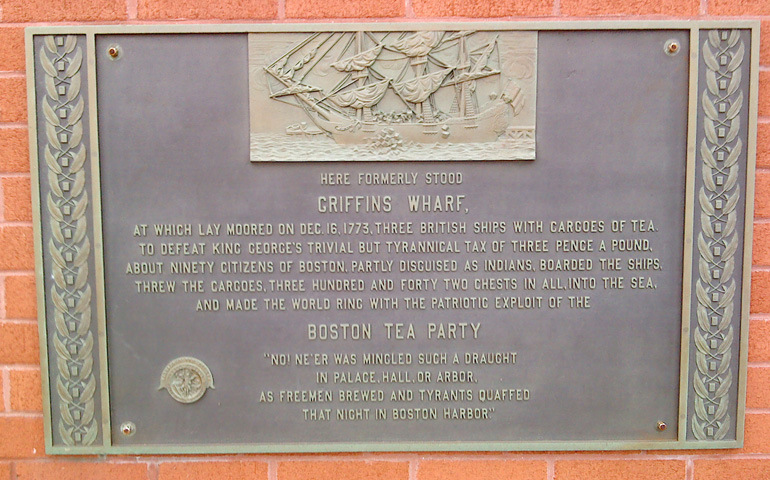 HERE FORMERLY STOOD
GRIFFINS WHARF,
AT WHICH LAY MOORED ON DEC. 16, 1773, THREE BRITISH SHIPS WITH CARGOES OF TEA.
TO DEFEAT KING GEORGE'S TRIVIAL BUT TYRANNICAL TAX OF THREE PENCE A POUND,
ABOUT NINETY CITIZENS OF BOSTON, PARTLY DISGUISED AS INDIANS, BOARDED THE SHIPS,
THREW THE CARGOES, THREE HUNDRED AND FORTY TWO CHESTS IN ALL, INTO THE SEA,
AND MADE THE WORLD RING WITH THE PATRIOTIC EXPLOIT OF THE
BOSTON TEA PARTY
"NO! NE'ER WAS MINGLED SUCH A DRAUGHT
IN PALACE, HALL, OR ARBOR,
AS FREEMEN BREWED AND TYRANTS QUAFFED
THAT NIGHT IN BOSTON HARBOR."